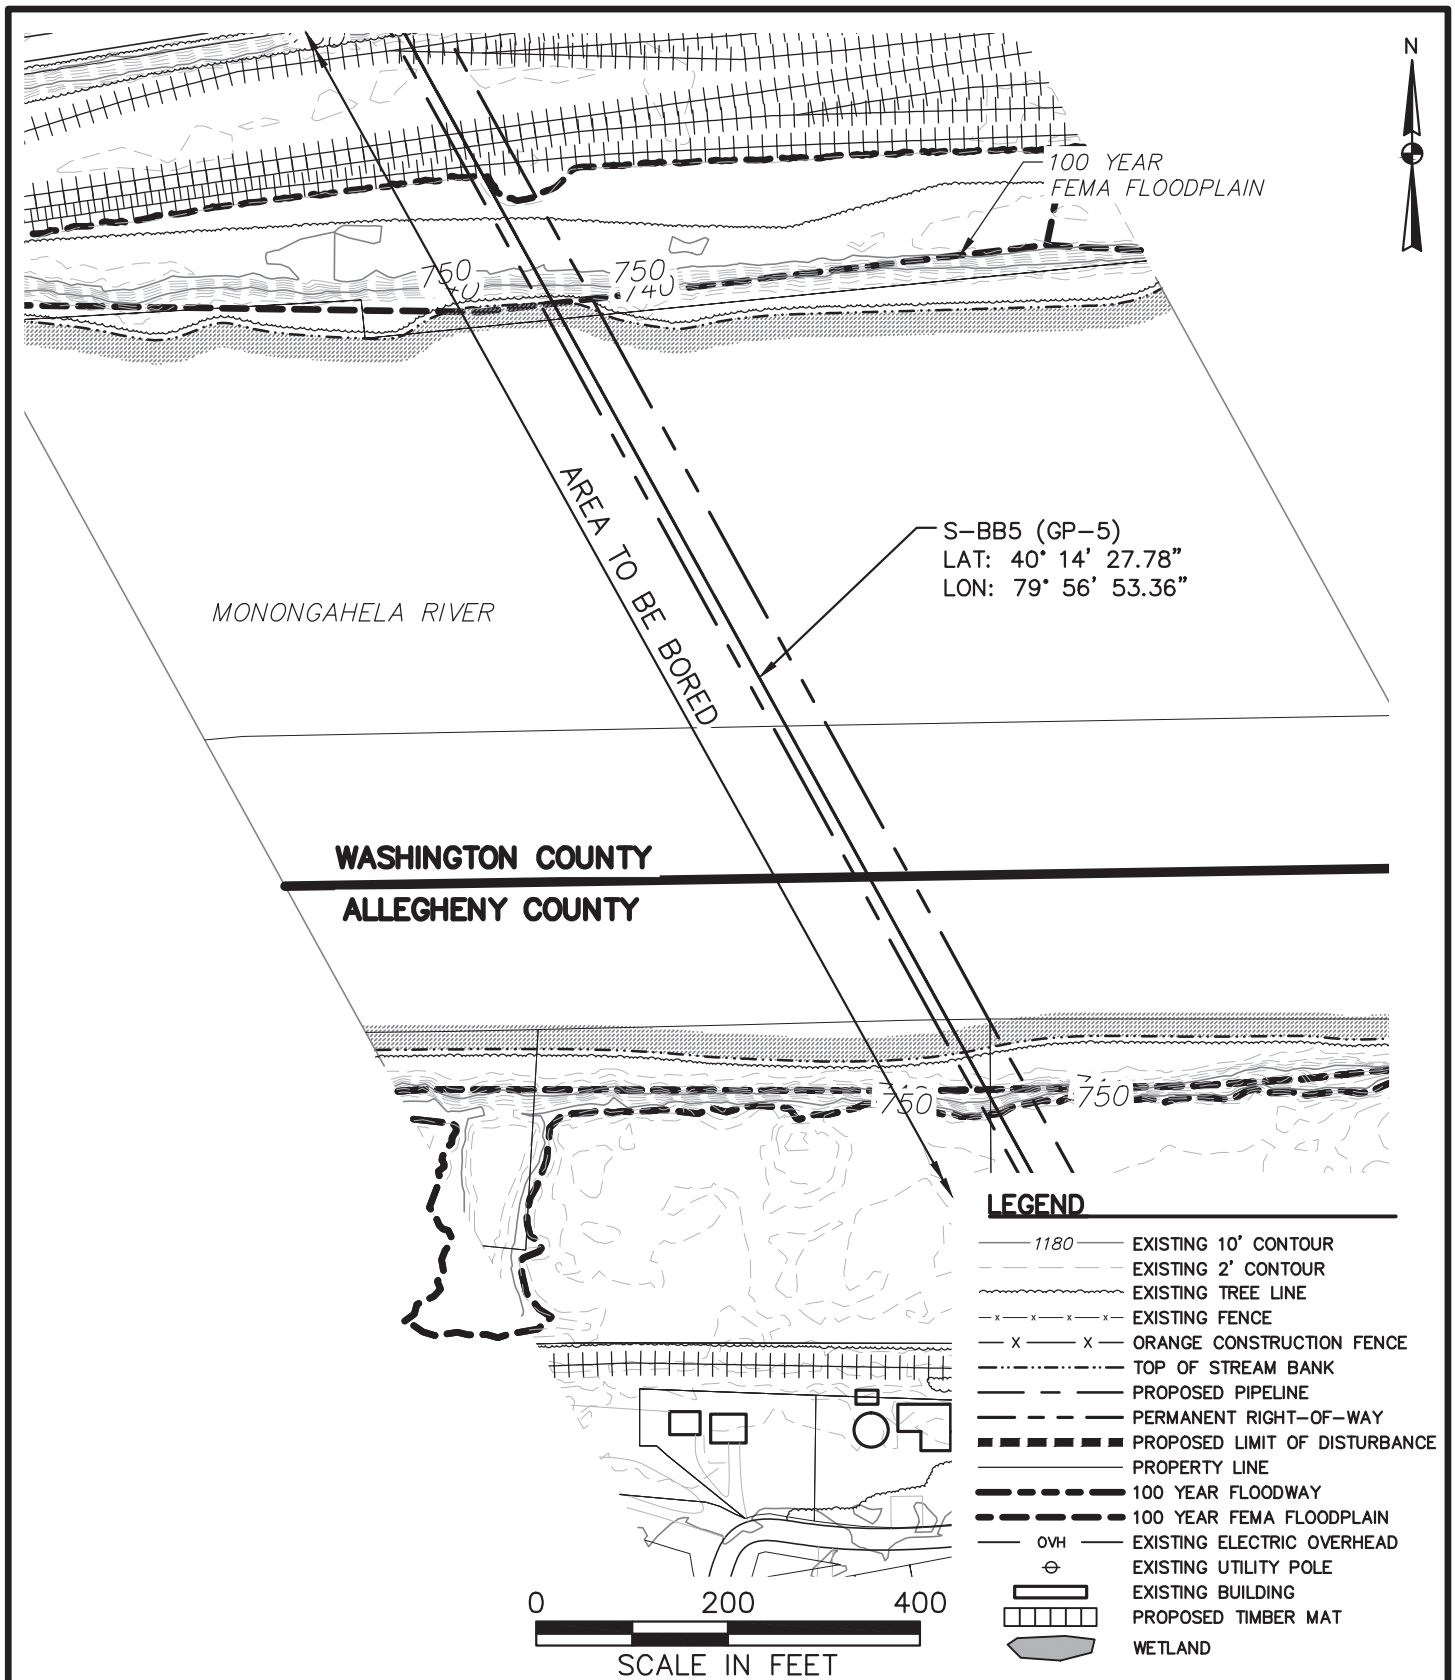 N
100 YEAR
FEMA FLOODPLAIN
750
750
740
S-BB5 (GP-5)
LAT: 40° 14' 27.78"
LON: 79° 56' 53.36"
AREA TO BE BORED
MONONGAHELA RIVER
WASHINGTON COUNTY
ALLEGHENY COUNTY
750
750
LEGEND
1180 EXISTING 10' CONTOUR
EXISTING 2' CONTOUR
EXISTING TREE LINE
x x x x EXISTING FENCE
X X ORANGE CONSTRUCTION FENCE
TOP OF STREAM BANK
PROPOSED PIPELINE
PERMANENT RIGHT-OF-WAY
PROPOSED LIMIT OF DISTURBANCE
PROPERTY LINE
100 YEAR FLOODWAY
100 YEAR FEMA FLOODPLAIN
OVH EXISTING ELECTRIC OVERHEAD
EXISTING UTILITY POLE
EXISTING BUILDING
PROPOSED TIMBER MAT
WETLAND
0 200 400
SCALE IN FEET